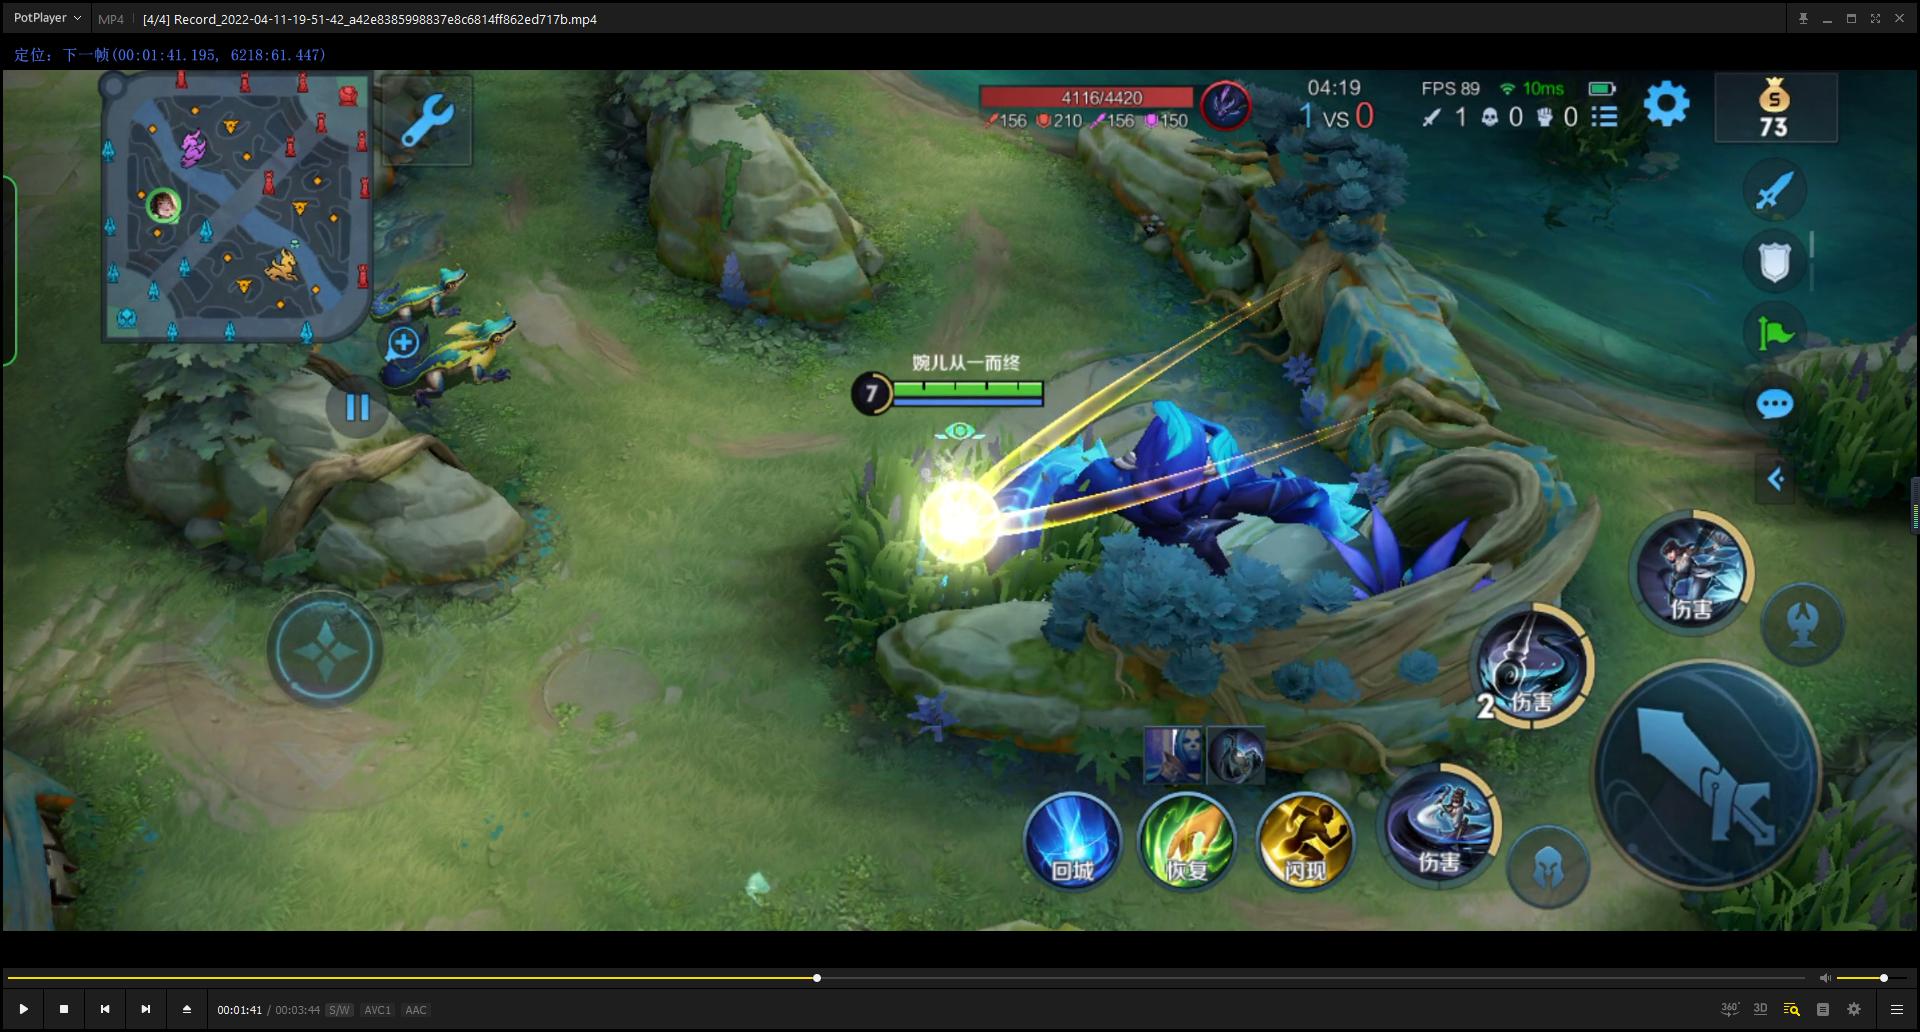 PotPlayer MP4 [4/4] Record_2022-04-11-19-51-42_a42e8385998837e8c6814ff862ed717b.mp4
定位: 下一帧(00:01:41.195, 6218:61.447)
4116/4420 04:19 FPS 89 10ms
156 210 156 150 1 VS 0 1 0 0 S 73
婉儿从一而终
7
伤害
2 伤害
回城 恢复 闪现 伤害
00:01:41 / 00:03:44 S/W AVC1 AAC 360° 3D